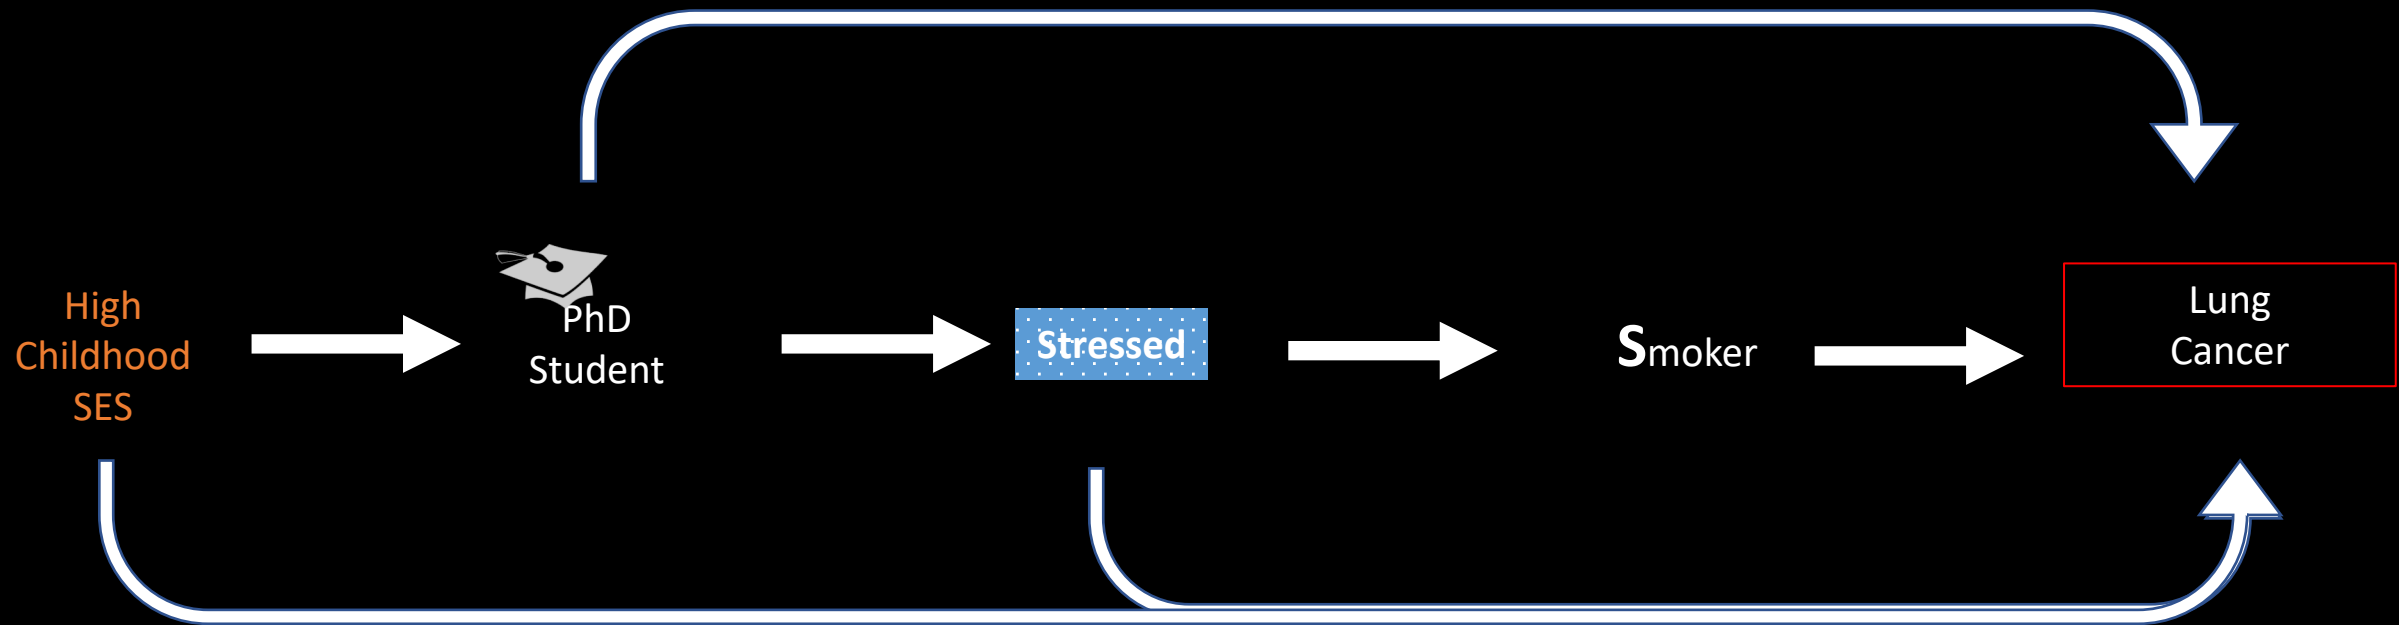 High
Childhood
SES
PhD
Student
Stressed
Smoker
Lung
Cancer